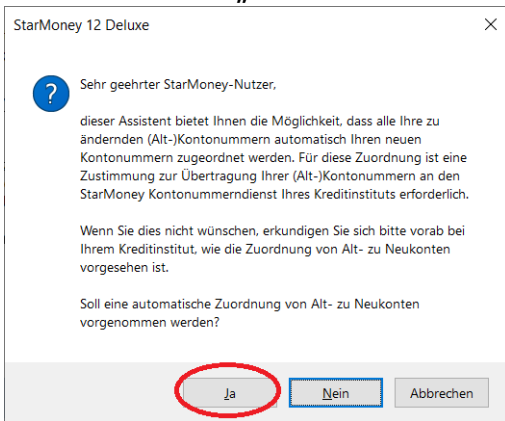 „
StarMoney 12 Deluxe
Sehr geehrter StarMoney-Nutzer,
dieser Assistent bietet Ihnen die Möglichkeit, dass alle Ihre zu
ändernden (Alt-)Kontonummern automatisch Ihren neuen
Kontonummern zugeordnet werden. Für diese Zuordnung ist eine
Zustimmung zur Übertragung Ihrer (Alt-)Kontonummern an den
StarMoney Kontonummerndienst Ihres Kreditinstituts erforderlich.
Wenn Sie dies nicht wünschen, erkundigen Sie sich bitte vorab bei
Ihrem Kreditinstitut, wie die Zuordnung von Alt- zu Neukonten
vorgesehen ist.
Soll eine automatische Zuordnung von Alt- zu Neukonten
vorgenommen werden?
Ja Nein Abbrechen